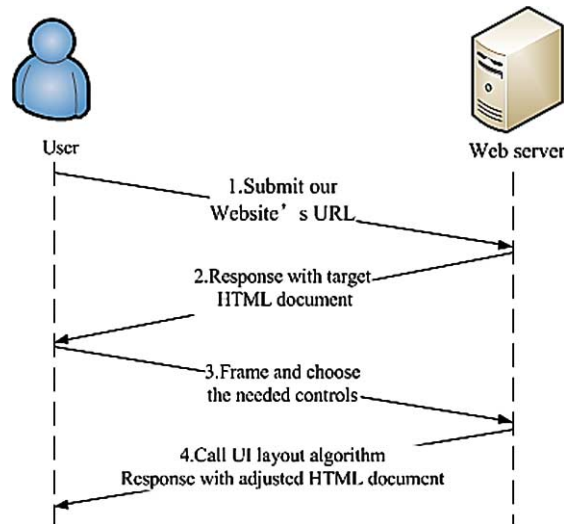 User
Web server
1.Submit our
Website's URL
2.Response with target
HTML document
3.Frame and choose
the needed controls
4.Call UI layout algorithm
Response with adjusted HTML document